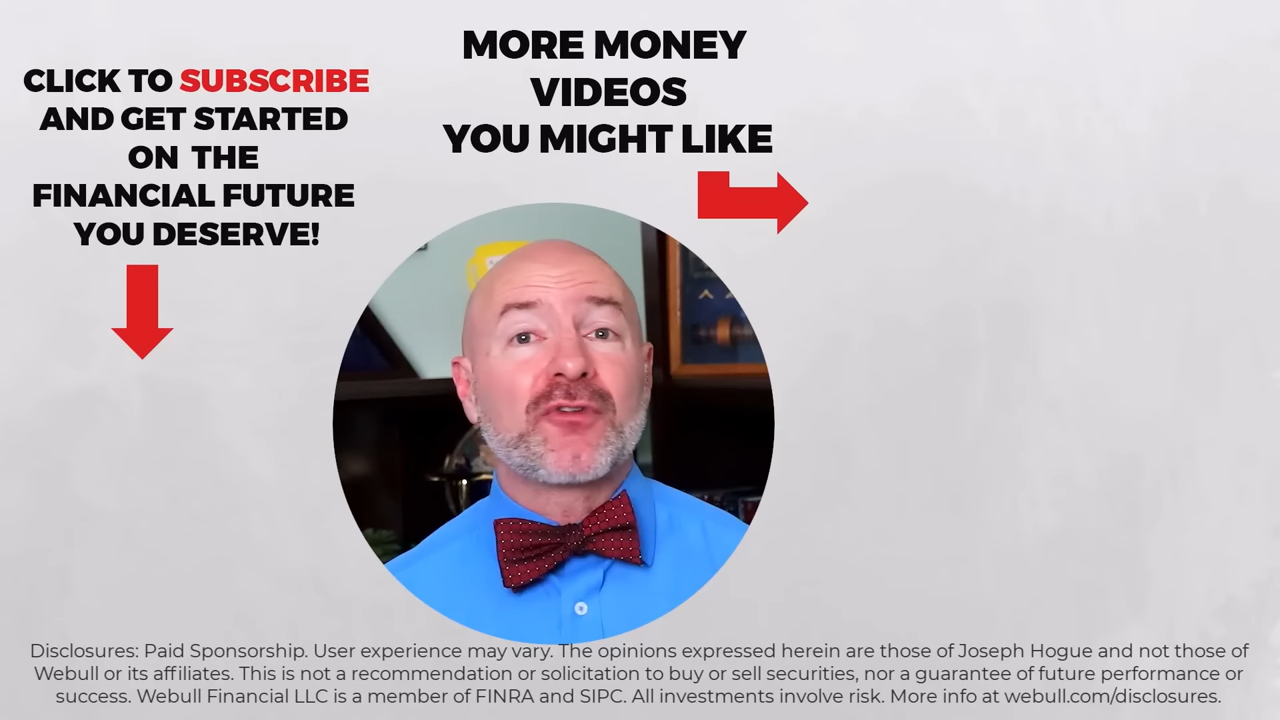 CLICK TO SUBSCRIBE
AND GET STARTED
ON THE
FINANCIAL FUTURE
YOU DESERVE!
MORE MONEY
VIDEOS
YOU MIGHT LIKE
Disclosures: Paid Sponsorship. User experience may vary. The opinions expressed herein are those of Joseph Hogue and not those of
Webull or its affiliates. This is not a recommendation or solicitation to buy or sell securities, nor a guarantee of future performance or
success. Webull Financial LLC is a member of FINRA and SIPC. All investments involve risk. More info at webull.com/disclosures.